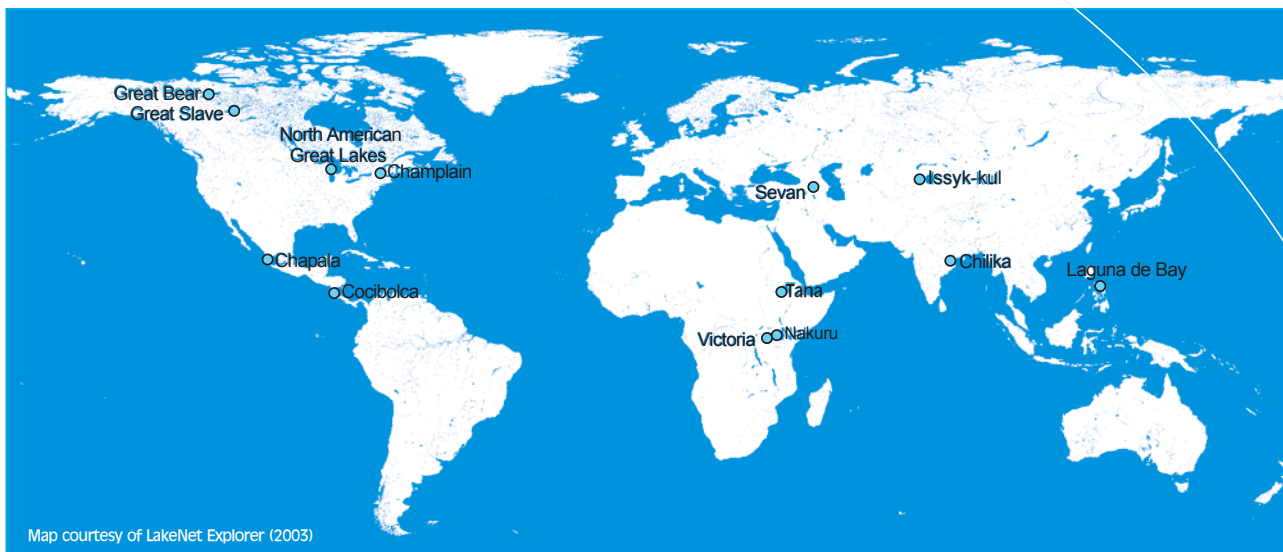 Great Bear
Great Slave
North American
Great Lakes
Champlain
Sevan
Issyk-kul
Chapala
Chilika
Laguna de Bay
Cocibolca
Tana
Victoria
Nakuru
Map courtesy of LakeNet Explorer (2003)